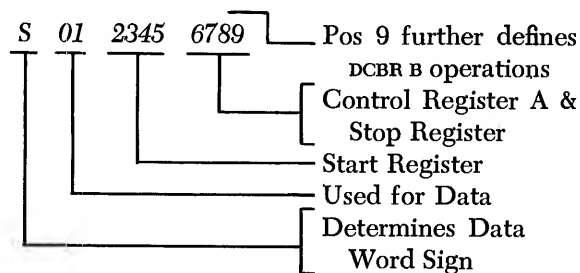 S 01 2345 6789
Pos 9 further defines
DCBR B operations
Control Register A &
Stop Register
Start Register
Used for Data
Determines Data
Word Sign